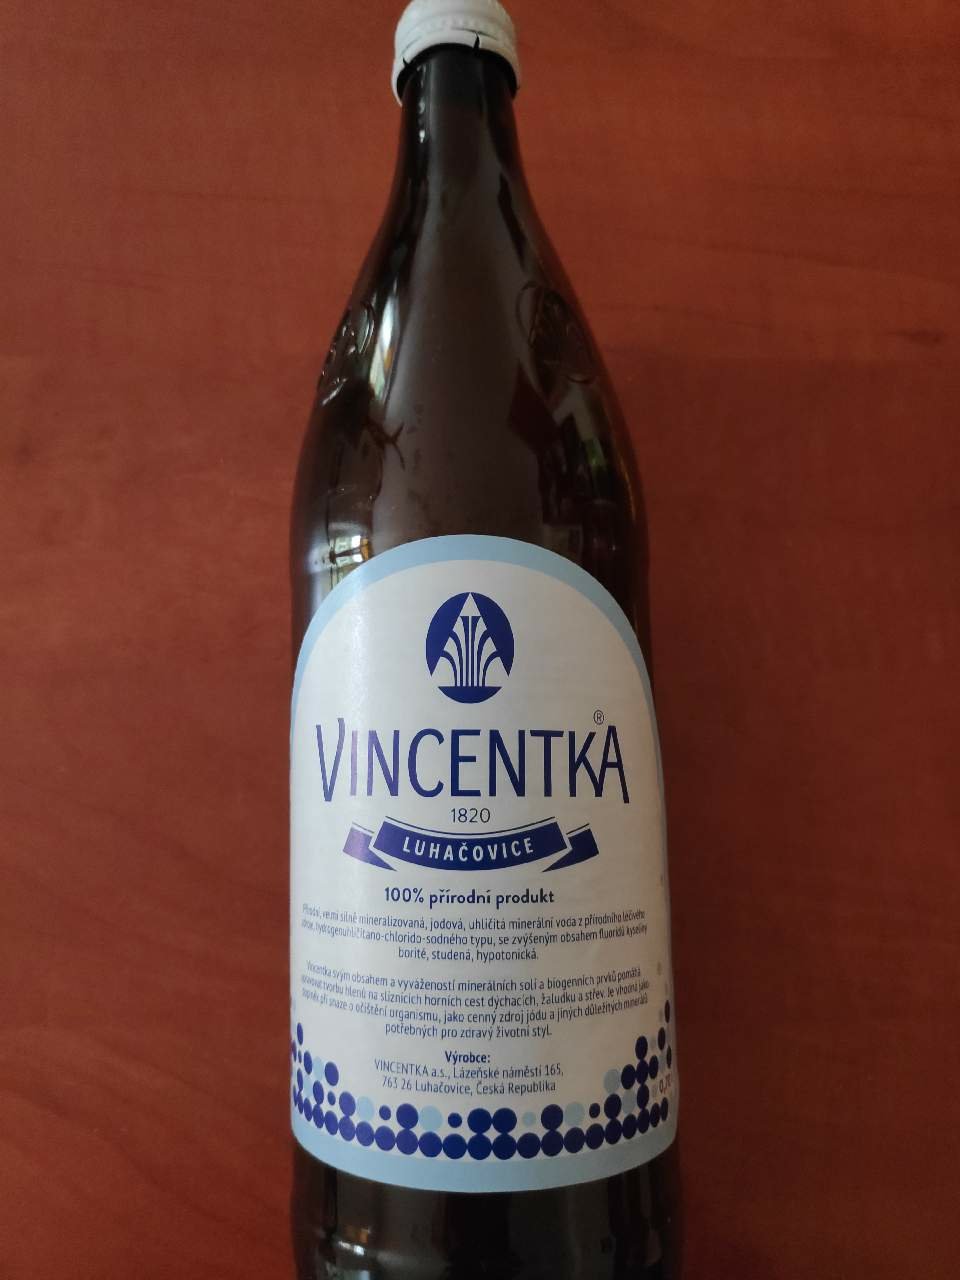 ®
VINCENTKA
1820
LUHAČOVICE
100% přírodní produkt
Přírodní, velmi silně mineralizovaná, jodová, uhličitá minerální voda z přírodního léčivého
zdroje, hydrogenuhličitano-chlorido-sodného typu, se zvýšeným obsahem fluoridů kyseliny
borité, studená, hypotonická.
Vincentka svým obsahem a vyvážeností minerálních solí a biogenních prvků pomáhá
upravovat tvorbu hlenů na sliznicích horních cest dýchacích, žaludku a střev. Je vhodná jako
doplněk při snaze o očištění organismu, jako cenný zdroj jódu a jiných důležitých minerálů
potřebných pro zdravý životní styl.
Výrobce:
VINCENTKA a.s., Lázeňské náměstí 165,
763 26 Luhačovice, Česká Republika